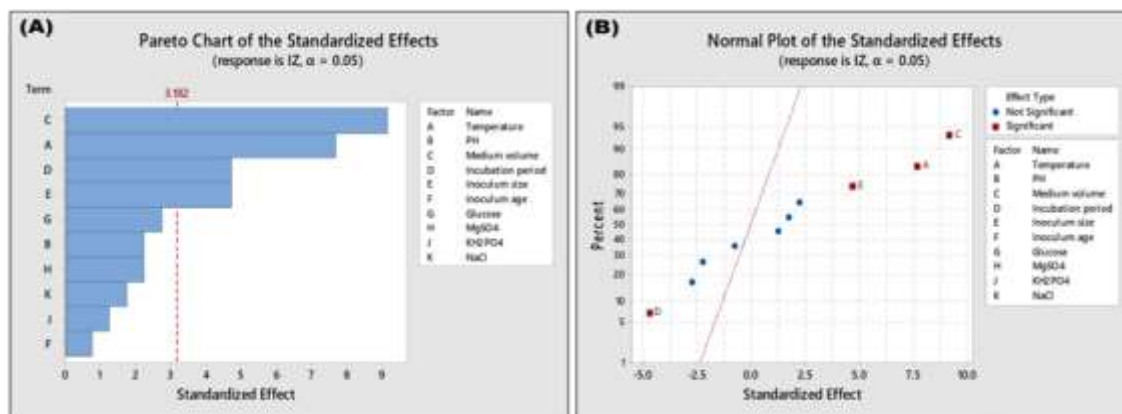 (A)
Pareto Chart of the Standardized Effects
(response is IZ, α = 0.05)
Term
3.182
C
A
D
E
G
B
H
K
J
F
0 1 2 3 4 5 6 7 8 9
Standardized Effect
Factor Name
A Temperature
B PH
C Medium volume
D Incubation period
E Inoculum size
F Inoculum age
G Glucose
H MgSO4
J KH2PO4
K NaCl
(B)
Normal Plot of the Standardized Effects
(response is IZ, α = 0.05)
Percent
99
95
90
80
70
60
50
40
30
20
10
5
1
C
A
E
D
-5.0 -2.5 0.0 2.5 5.0 7.5 10.0
Standardized Effect
Effect Type
Not Significant
Significant
Factor Name
A Temperature
B PH
C Medium volume
D Incubation period
E Inoculum size
F Inoculum age
G Glucose
H MgSO4
J KH2PO4
K NaCl